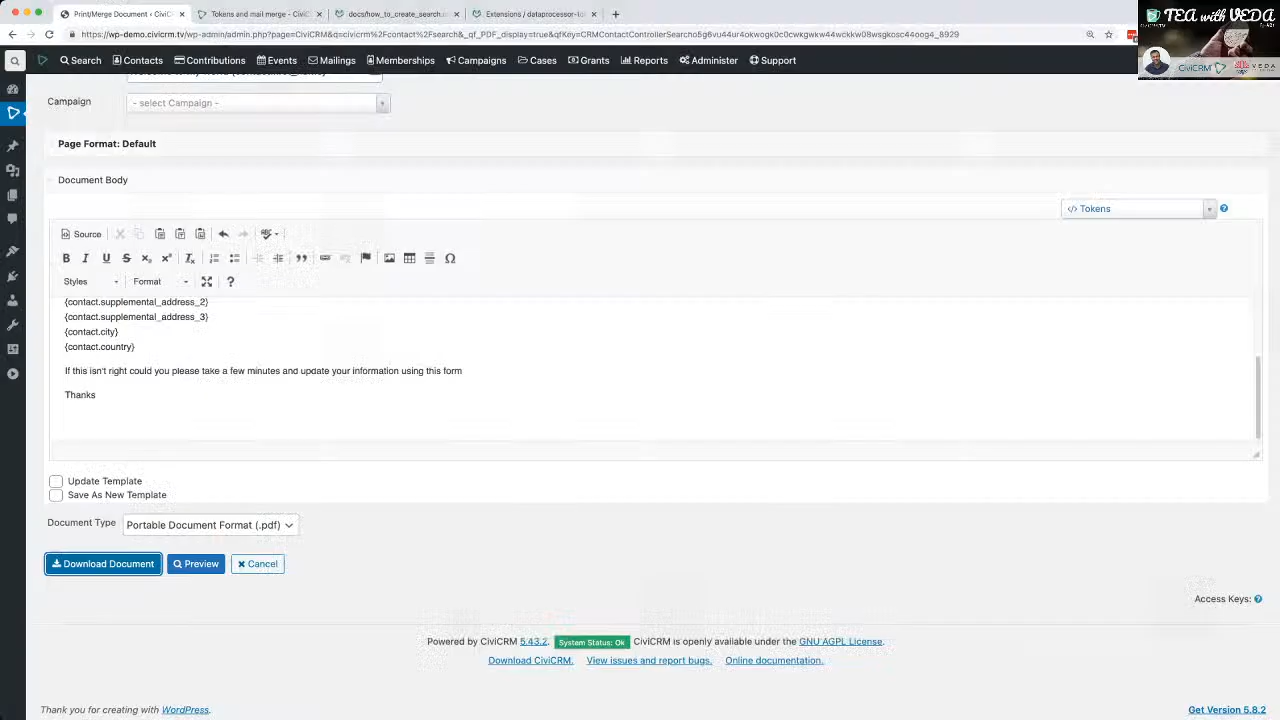 Print/Merge Document ‹ CiviC
Tokens and mail merge - CiviC
docs/how_to_create_search.m
Extensions / dataprocessor-to
TEA with VEDA
https://wp-demo.civicrm.tv/wp-admin/admin.php?page=CiviCRM&q=civicrm%2Fcontact%2Fsearch&_qf_PDF_display=true&qfKey=
Search
Contacts
Contributions
Events
Mailings
Memberships
Campaigns
Cases
Grants
Reports
Administer
Support
CiviCRM
VEDA
Campaign
- select Campaign -
Page Format: Default
Document Body
</> Tokens
Source
Styles
Format
{contact.supplemental_address_2}
{contact.supplemental_address_3}
{contact.city}
{contact.country}
If this isn't right could you please take a few minutes and update your information using this form
Thanks
Update Template
Save As New Template
Document Type
Portable Document Format (.pdf)
Download Document
Preview
Cancel
Access Keys:
Powered by CiviCRM 5.43.2. System Status: Ok CiviCRM is openly available under the GNU AGPL License.
Download CiviCRM. View issues and report bugs. Online documentation.
Thank you for creating with WordPress.
Get Version 5.8.2